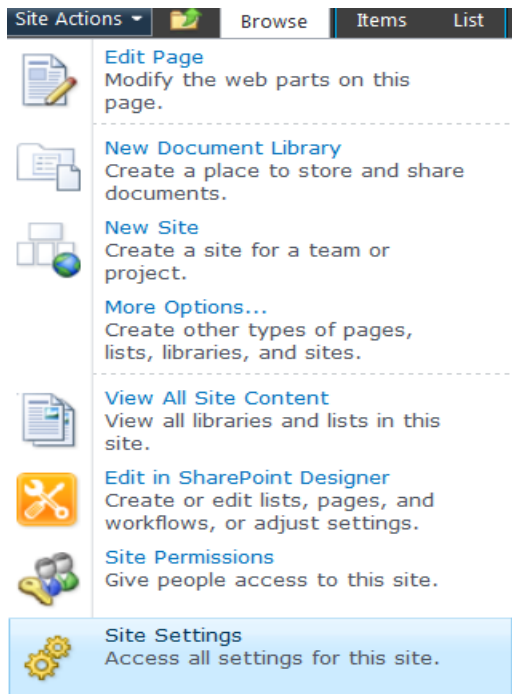 Site Actions Browse Items List
Edit Page
Modify the web parts on this
page.
New Document Library
Create a place to store and share
documents.
New Site
Create a site for a team or
project.
More Options...
Create other types of pages,
lists, libraries, and sites.
View All Site Content
View all libraries and lists in this
site.
Edit in SharePoint Designer
Create or edit lists, pages, and
workflows, or adjust settings.
Site Permissions
Give people access to this site.
Site Settings
Access all settings for this site.